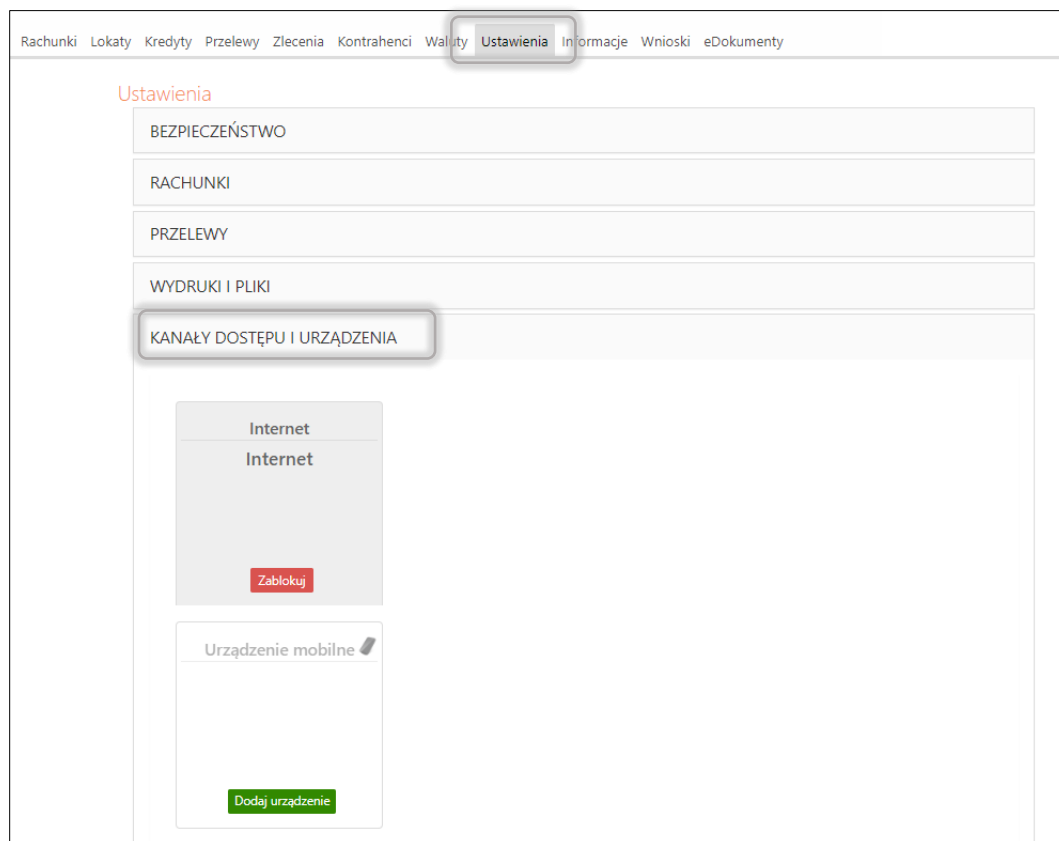 Rachunki Lokaty Kredyty Przelewy Zlecenia Kontrahenci Waluty Ustawienia Informacje Wnioski eDokumenty
Ustawienia
BEZPIECZEŃSTWO
RACHUNKI
PRZELEWY
WYDRUKI I PLIKI
KANAŁY DOSTĘPU I URZĄDZENIA
Internet
Internet
Zablokuj
Urządzenie mobilne
Dodaj urządzenie